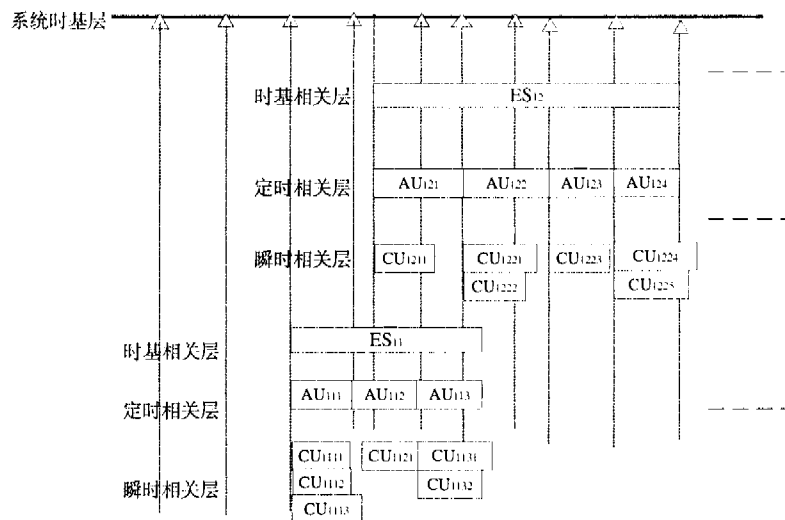 系统时基层
时基相关层 ES12
定时相关层 AU121 AU122 AU123 AU124
瞬时相关层 CU1211 CU1221 CU1223 CU1224
CU1222 CU1225
时基相关层 ES11
定时相关层 AU111 AU112 AU113
CU1111 CU1121 CU1131
瞬时相关层 CU1112 CU1132
CU1113